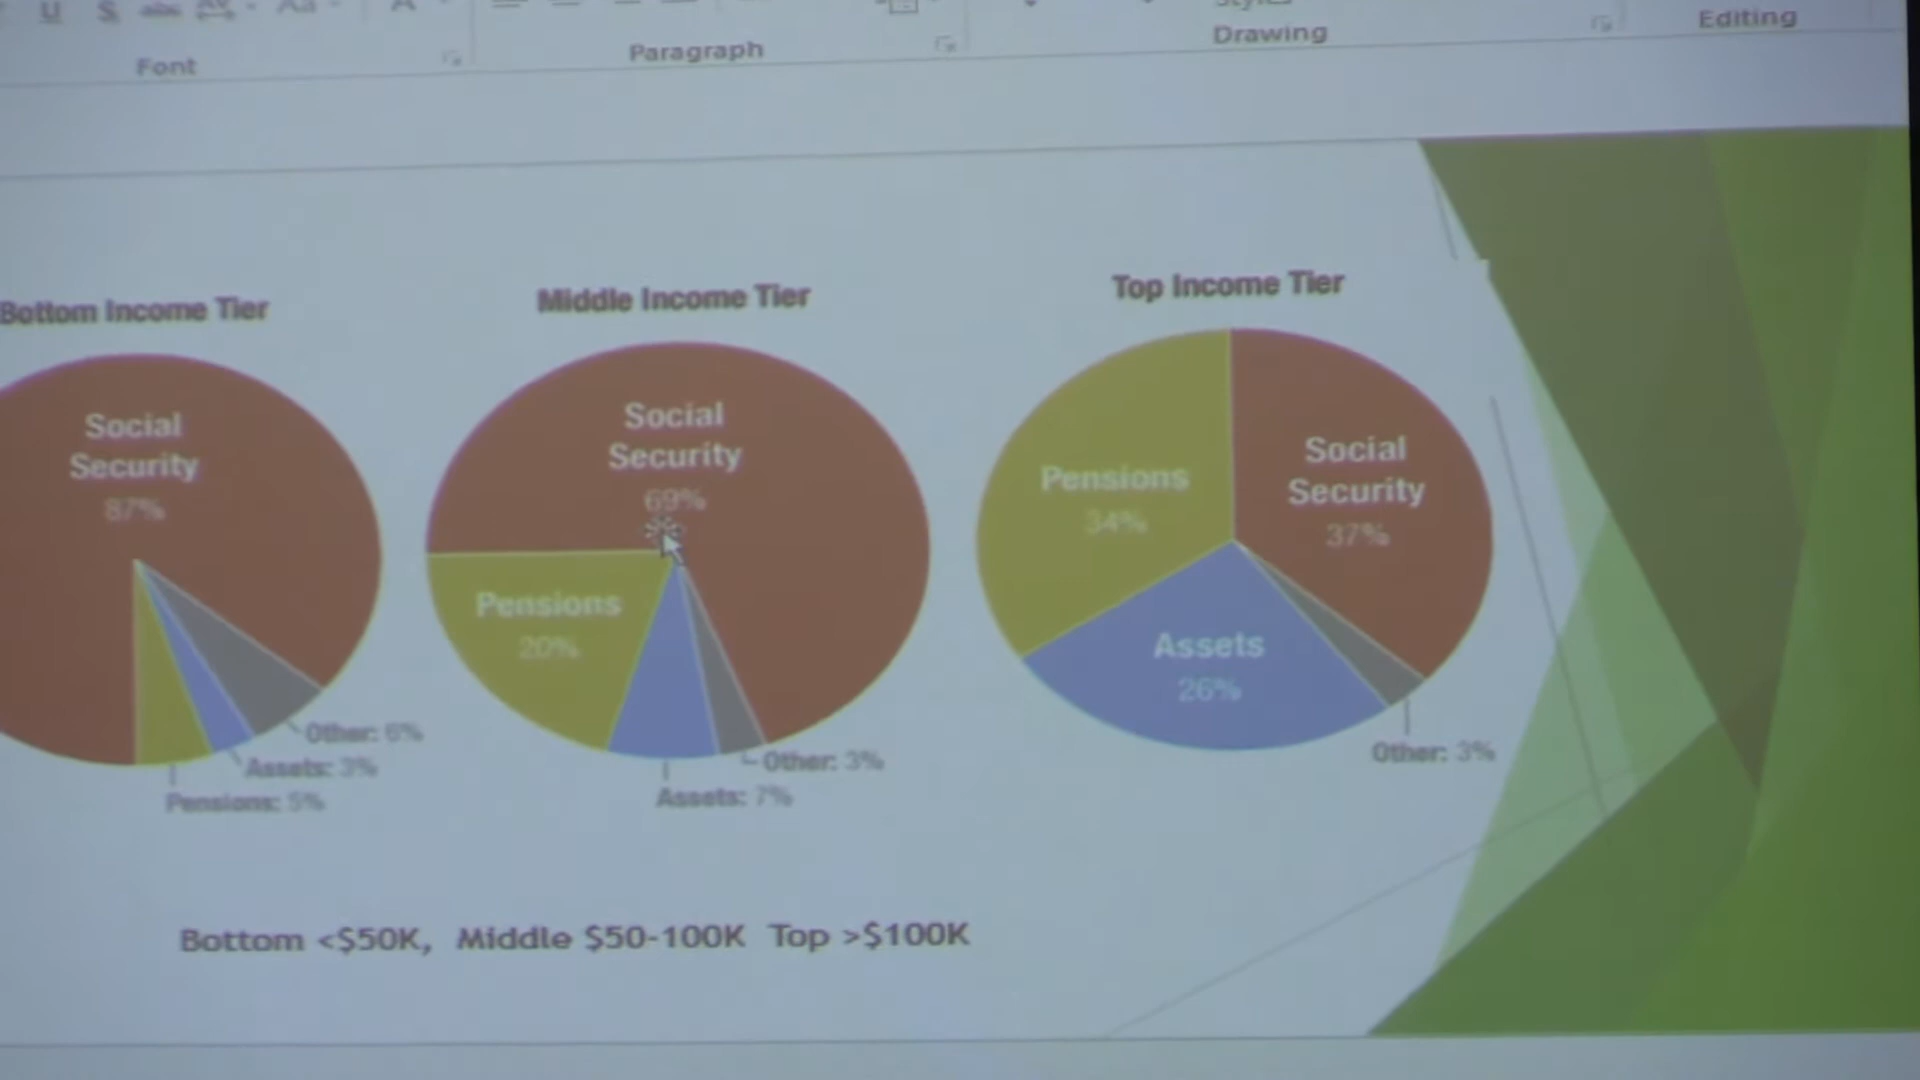 Font
Paragraph
Drawing
Editing
Bottom Income Tier
Social
Security
87%
Other: 6%
Assets: 3%
Pensions: 5%
Middle Income Tier
Social
Security
69%
Pensions
20%
Other: 3%
Assets: 7%
Top Income Tier
Pensions
34%
Social
Security
37%
Assets
26%
Other: 3%
Bottom <$50K, Middle $50-100K Top >$100K